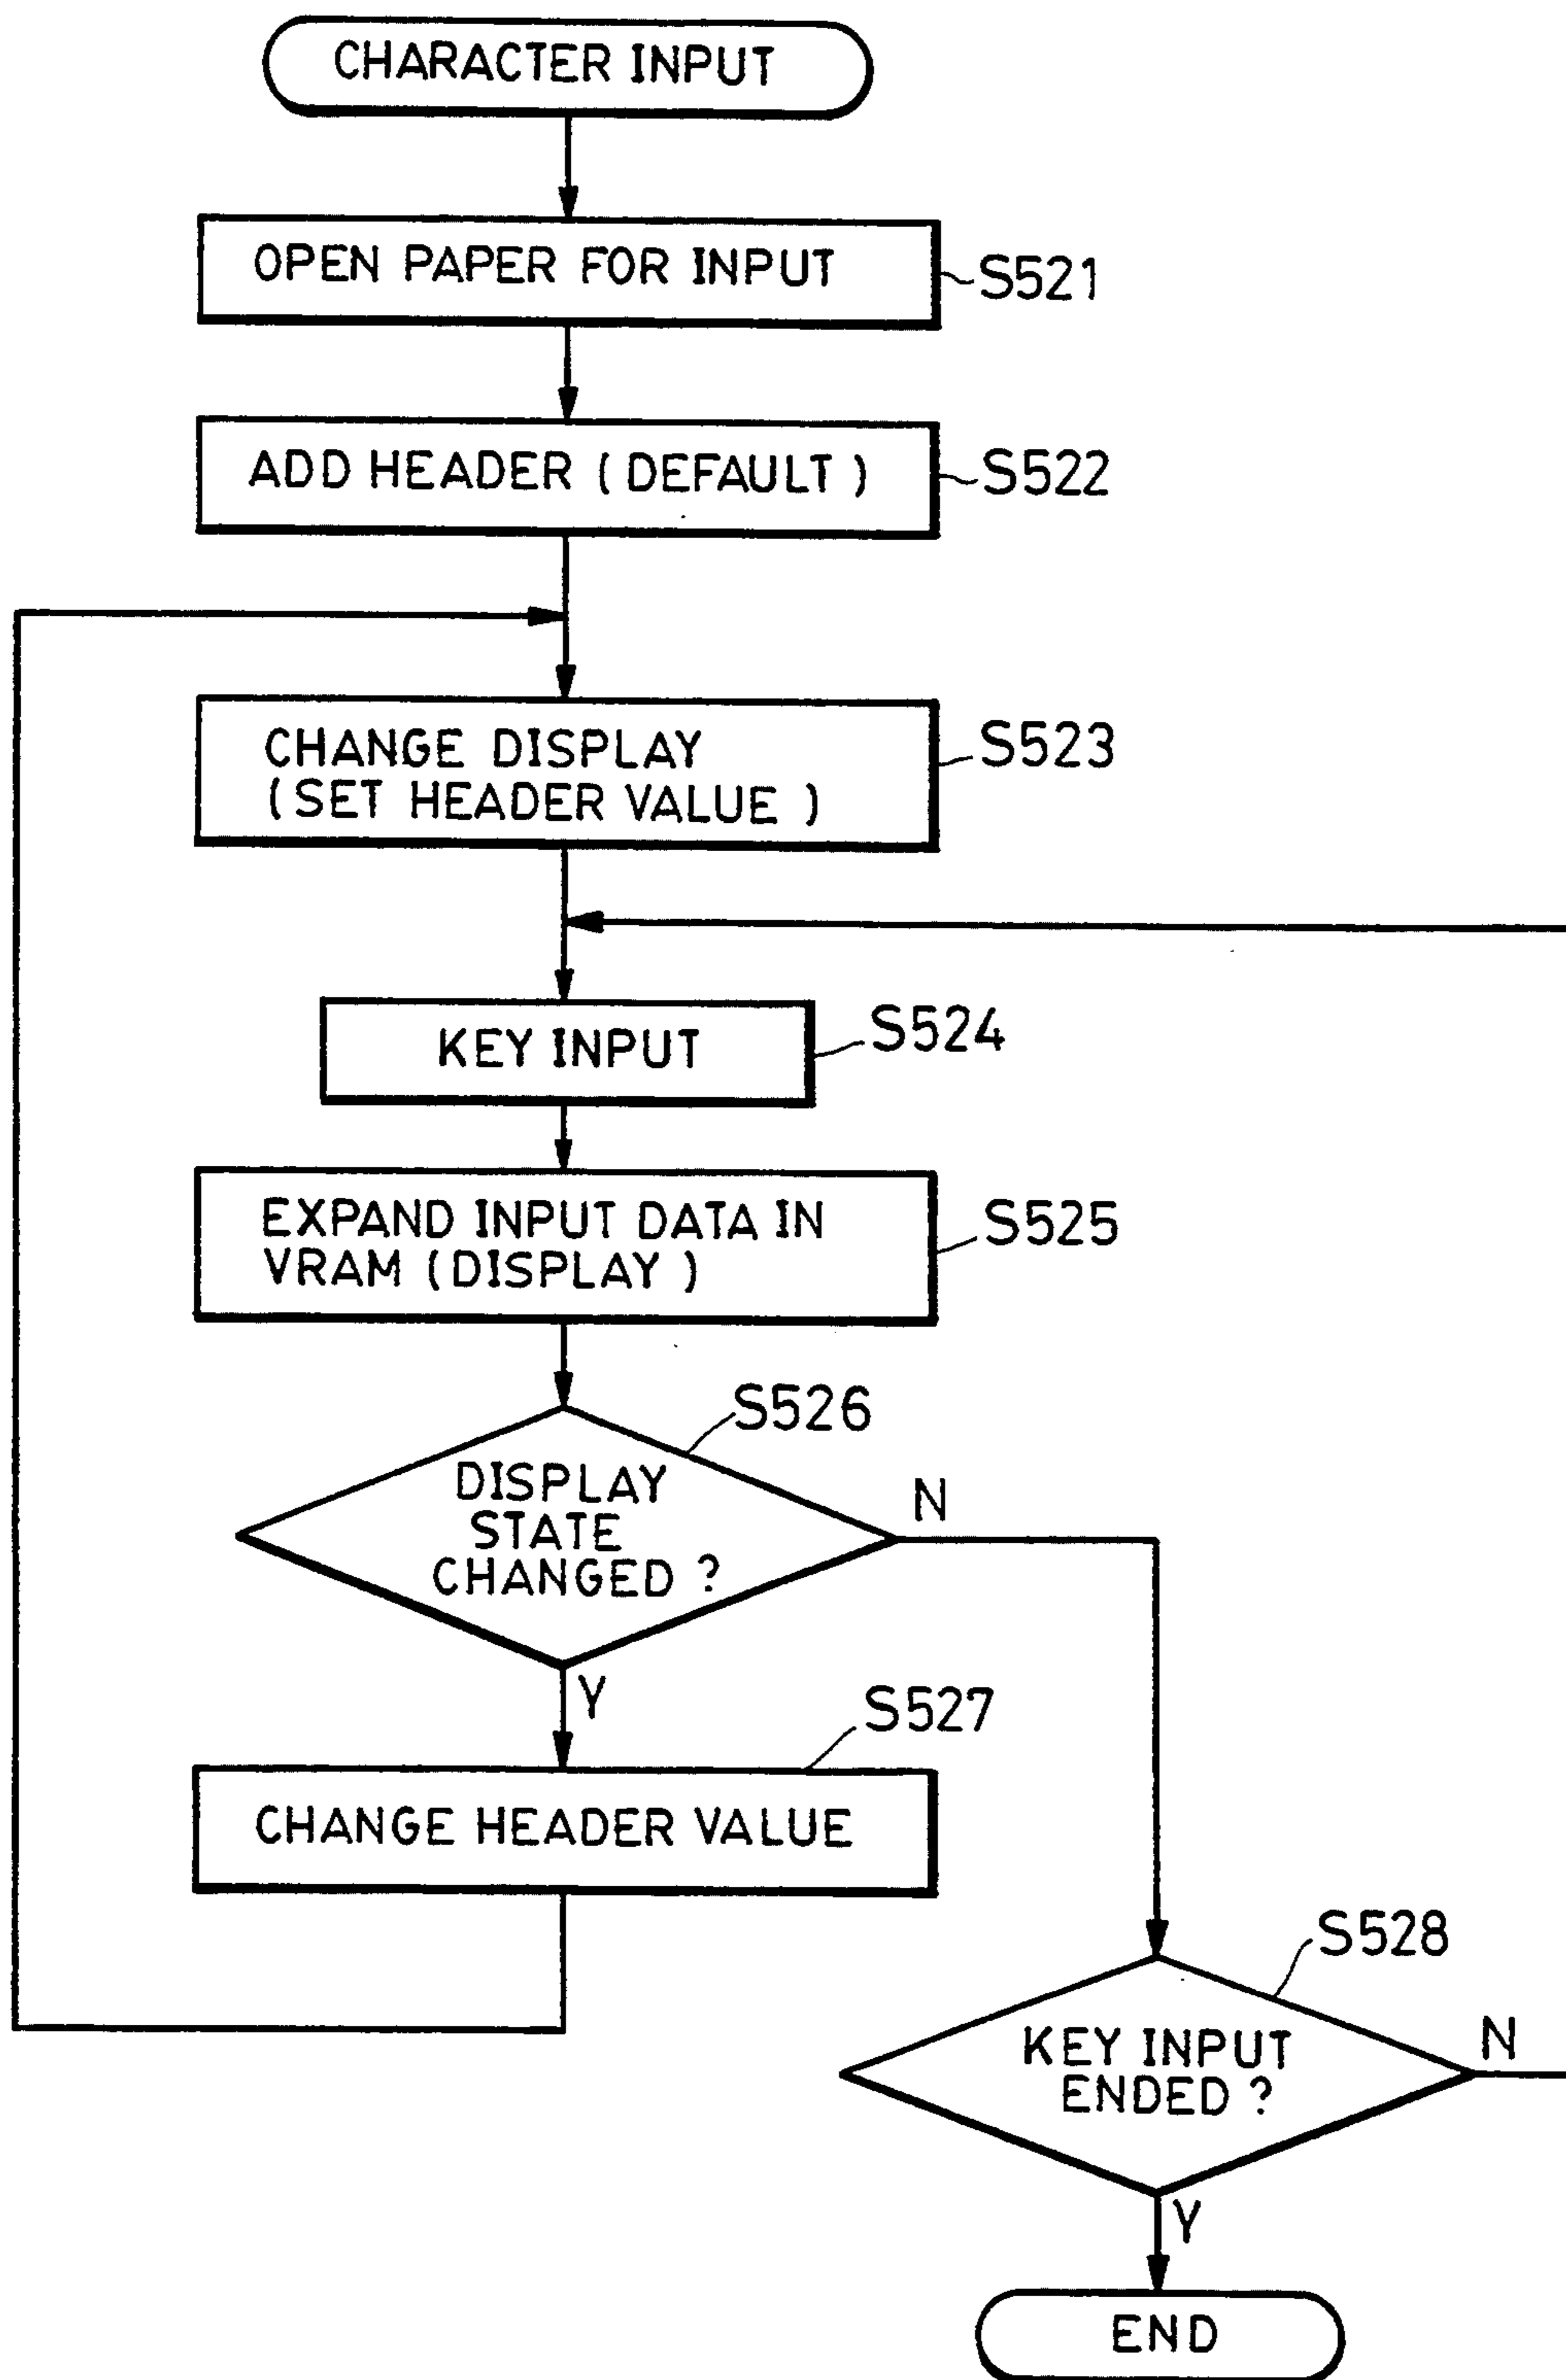 CHARACTER INPUT
OPEN PAPER FOR INPUT
S521
ADD HEADER ( DEFAULT )
S522
CHANGE DISPLAY
( SET HEADER VALUE )
S523
KEY INPUT
S524
EXPAND INPUT DATA IN
VRAM ( DISPLAY )
S525
S526
DISPLAY
STATE
CHANGED ?
N
Y
S527
CHANGE HEADER VALUE
S528
KEY INPUT
ENDED ?
N
Y
END